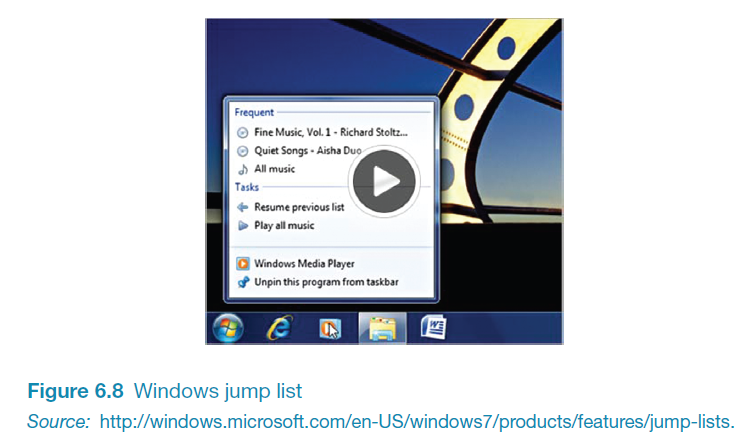 Frequent
Fine Music, Vol. 1 - Richard Stoltz...
Quiet Songs - Aisha Duo
All music
Tasks
Resume previous list
Play all music
Windows Media Player
Unpin this program from taskbar
W
Figure 6.8 Windows jump list
Source: http://windows.microsoft.com/en-US/windows7/products/features/jump-lists.